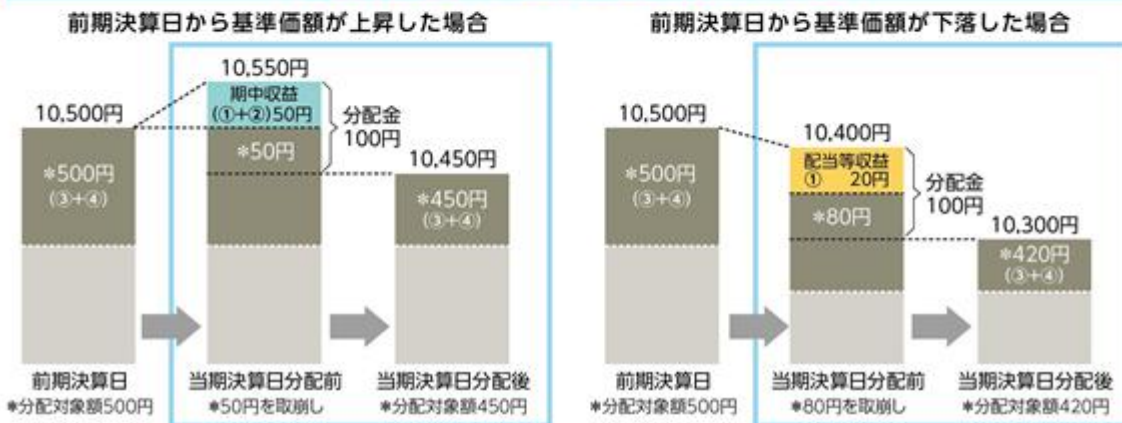 前期決算日から基準価額が上昇した場合
10,550円
期中収益
(①+②)50円
分配金
100円
10,500円
*500円
(③+④)
*50円
10,450円
*450円
(③+④)
前期決算日
当期決算日分配前
当期決算日分配後
*分配対象額500円
*50円を取崩し
*分配対象額450円
前期決算日から基準価額が下落した場合
10,500円
*500円
(③+④)
10,400円
配当等収益
① 20円
分配金
100円
*80円
10,300円
*420円
(③+④)
前期決算日
当期決算日分配前
当期決算日分配後
*分配対象額500円
*80円を取崩し
*分配対象額420円